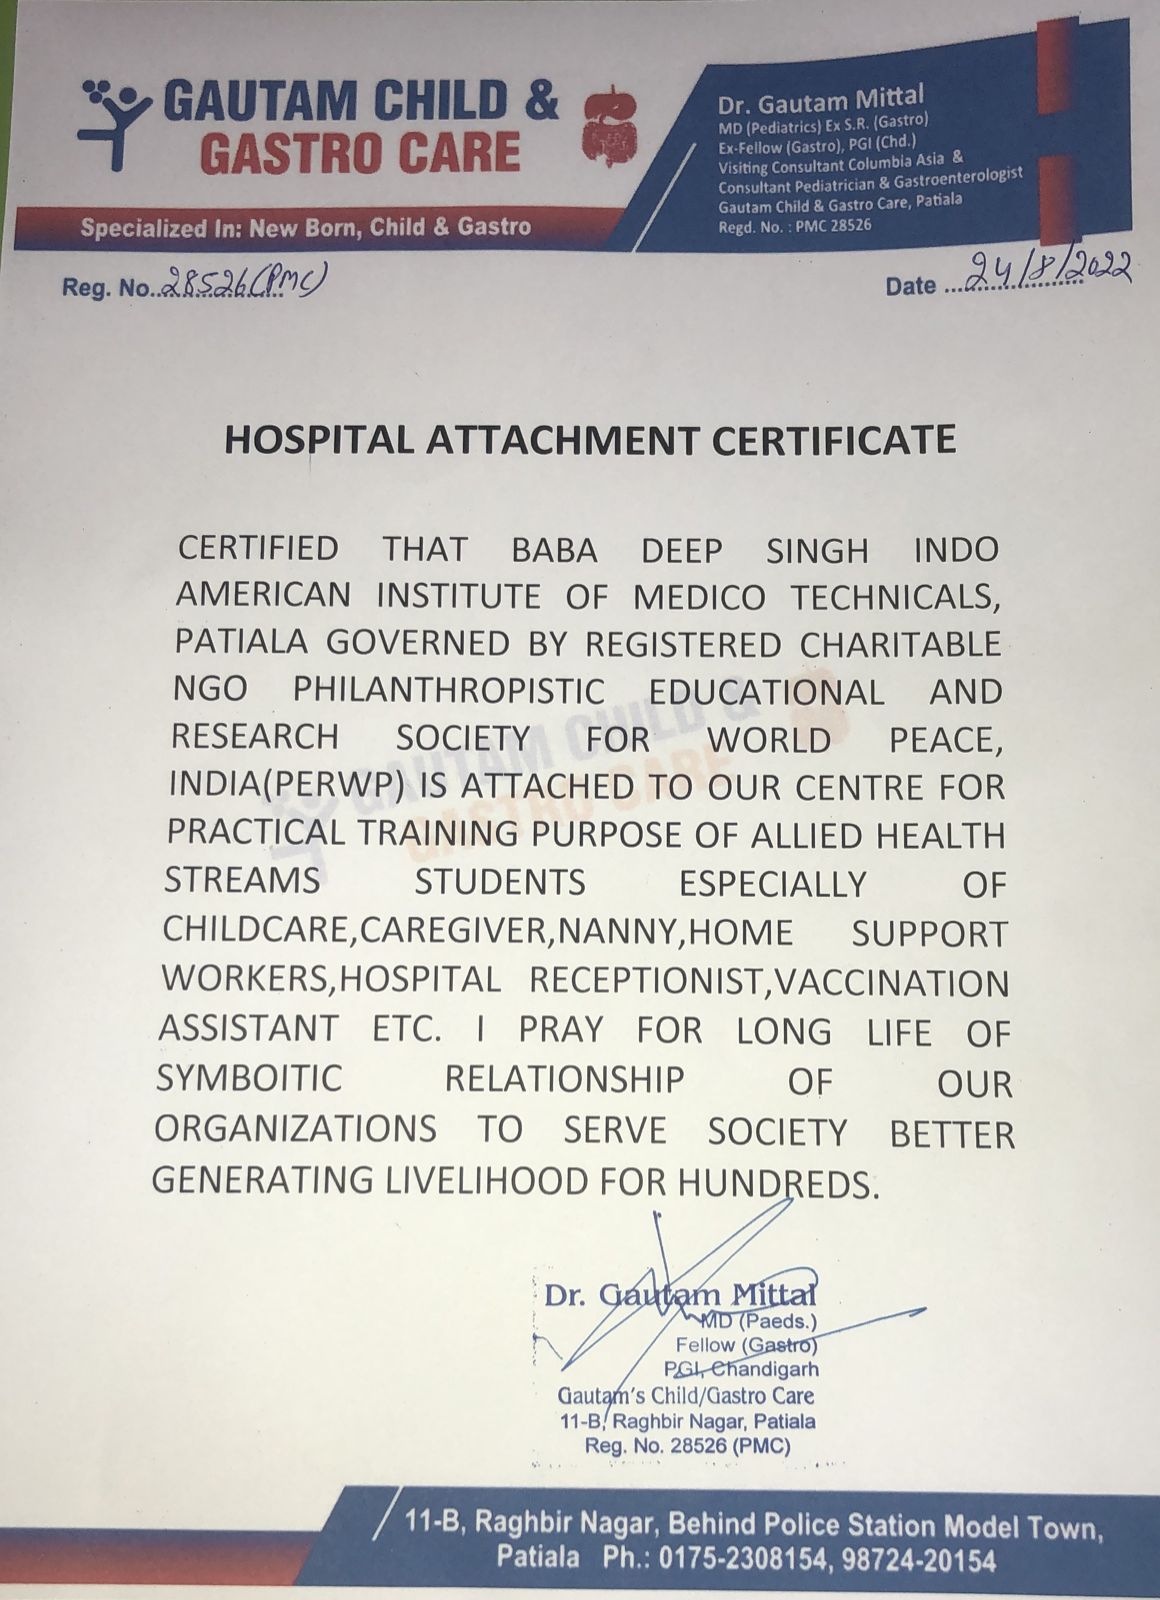 GAUTAM CHILD &
GASTRO CARE
Specialized In: New Born, Child & Gastro
Dr. Gautam Mittal
MD (Pediatrics) Ex S.R. (Gastro)
Ex-Fellow (Gastro), PGI (Chd.)
Visiting Consultant Columbia Asia &
Consultant Pediatrician & Gastroenterologist
Gautam Child & Gastro Care, Patiala
Regd. No. : PMC 28526
Reg. No..28526(PMC)
Date ....24/8/2022
HOSPITAL ATTACHMENT CERTIFICATE
CERTIFIED THAT BABA DEEP SINGH INDO
AMERICAN INSTITUTE OF MEDICO TECHNICALS,
PATIALA GOVERNED BY REGISTERED CHARITABLE
NGO PHILANTHROPISTIC EDUCATIONAL AND
RESEARCH SOCIETY FOR WORLD PEACE,
INDIA(PERWP) IS ATTACHED TO OUR CENTRE FOR
PRACTICAL TRAINING PURPOSE OF ALLIED HEALTH
STREAMS STUDENTS ESPECIALLY OF
CHILDCARE,CAREGIVER,NANNY,HOME SUPPORT
WORKERS,HOSPITAL RECEPTIONIST,VACCINATION
ASSISTANT ETC. I PRAY FOR LONG LIFE OF
SYMBOITIC RELATIONSHIP OF OUR
ORGANIZATIONS TO SERVE SOCIETY BETTER
GENERATING LIVELIHOOD FOR HUNDREDS.
GAUTAM CHILD &
GASTRO CARE
Dr. Gautam Mittal
MD (Paeds.)
Fellow (Gastro)
PGI, Chandigarh
Gautam's Child/Gastro Care
11-B, Raghbir Nagar, Patiala
Reg. No. 28526 (PMC)
11-B, Raghbir Nagar, Behind Police Station Model Town,
Patiala Ph.: 0175-2308154, 98724-20154